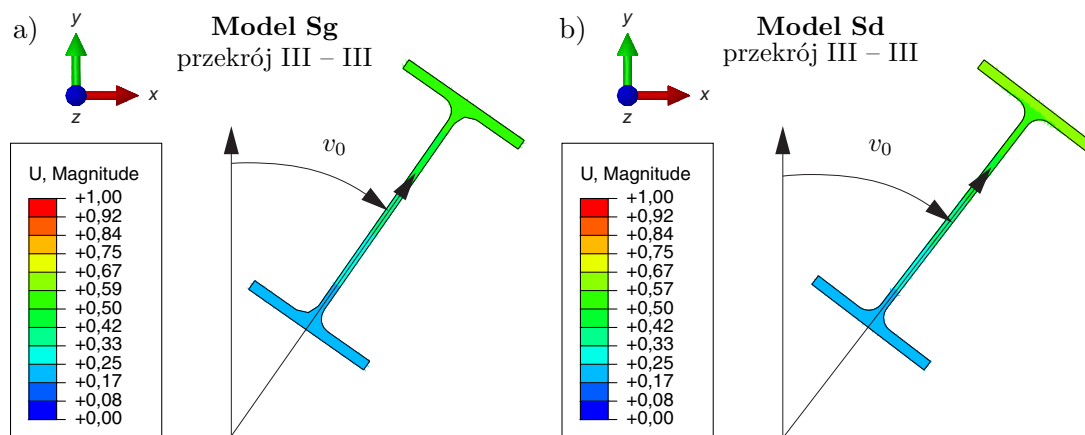 a)
Model Sg
przekrój III – III
y
x
z
v0
U, Magnitude
+1,00
+0,92
+0,84
+0,75
+0,67
+0,59
+0,50
+0,42
+0,33
+0,25
+0,17
+0,08
+0,00
b)
Model Sd
przekrój III – III
y
x
z
v0
U, Magnitude
+1,00
+0,92
+0,84
+0,75
+0,67
+0,57
+0,50
+0,42
+0,33
+0,25
+0,17
+0,08
+0,00